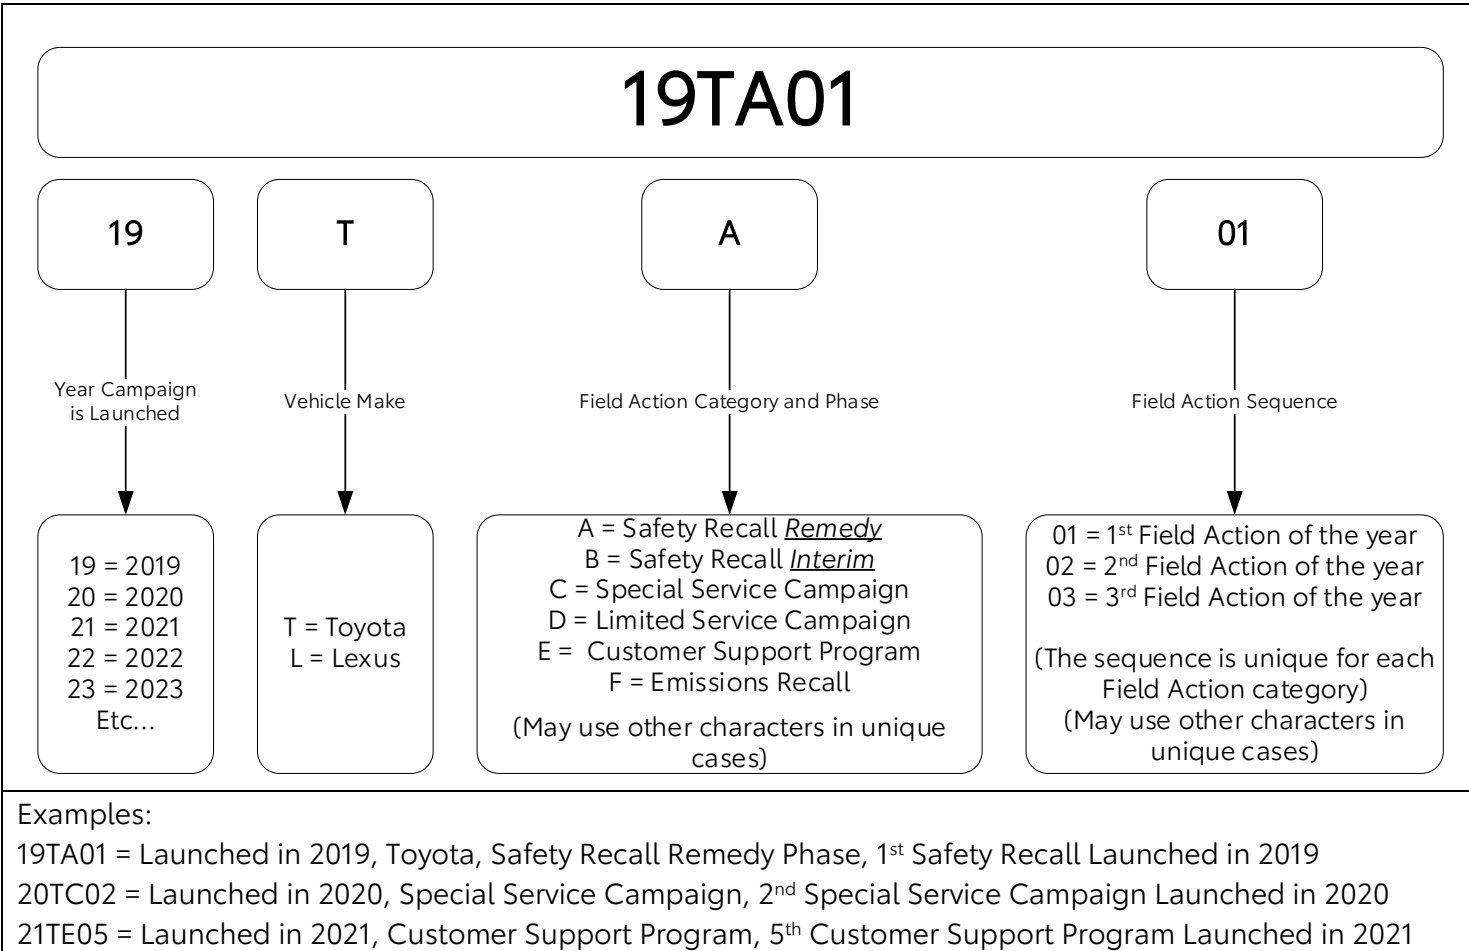 19TA01
19
T
A
01
Year Campaign
is Launched
Vehicle Make
Field Action Category and Phase
Field Action Sequence
19 = 2019
20 = 2020
21 = 2021
22 = 2022
23 = 2023
Etc...
T = Toyota
L = Lexus
A = Safety Recall Remedy
B = Safety Recall Interim
C = Special Service Campaign
D = Limited Service Campaign
E =  Customer Support Program
F = Emissions Recall
(May use other characters in unique
cases)
01 = 1st Field Action of the year
02 = 2nd Field Action of the year
03 = 3rd Field Action of the year
(The sequence is unique for each
Field Action category)
(May use other characters in
unique cases)
Examples:
19TA01 = Launched in 2019, Toyota, Safety Recall Remedy Phase, 1st Safety Recall Launched in 2019
20TC02 = Launched in 2020, Special Service Campaign, 2nd Special Service Campaign Launched in 2020
21TE05 = Launched in 2021, Customer Support Program, 5th Customer Support Program Launched in 2021